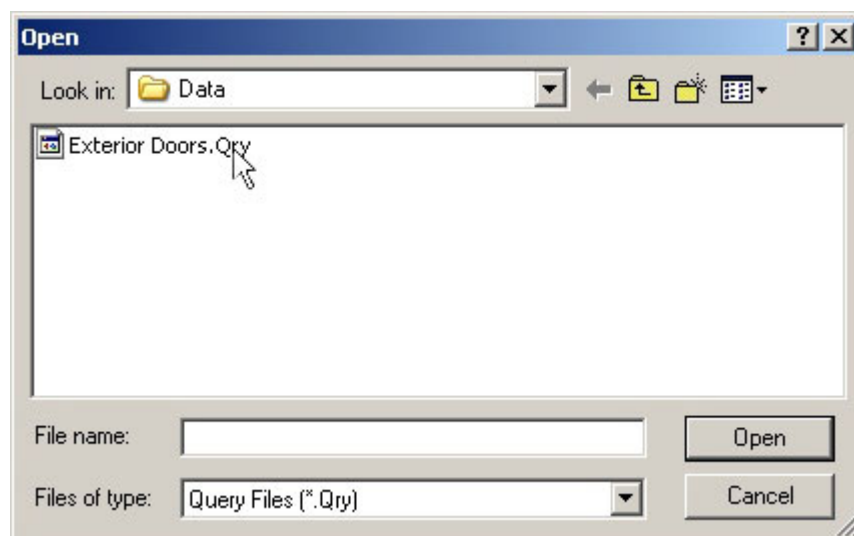 Open
Look in: Data
Exterior Doors.Qry
File name:
Open
Files of type: Query Files (*.Qry)
Cancel